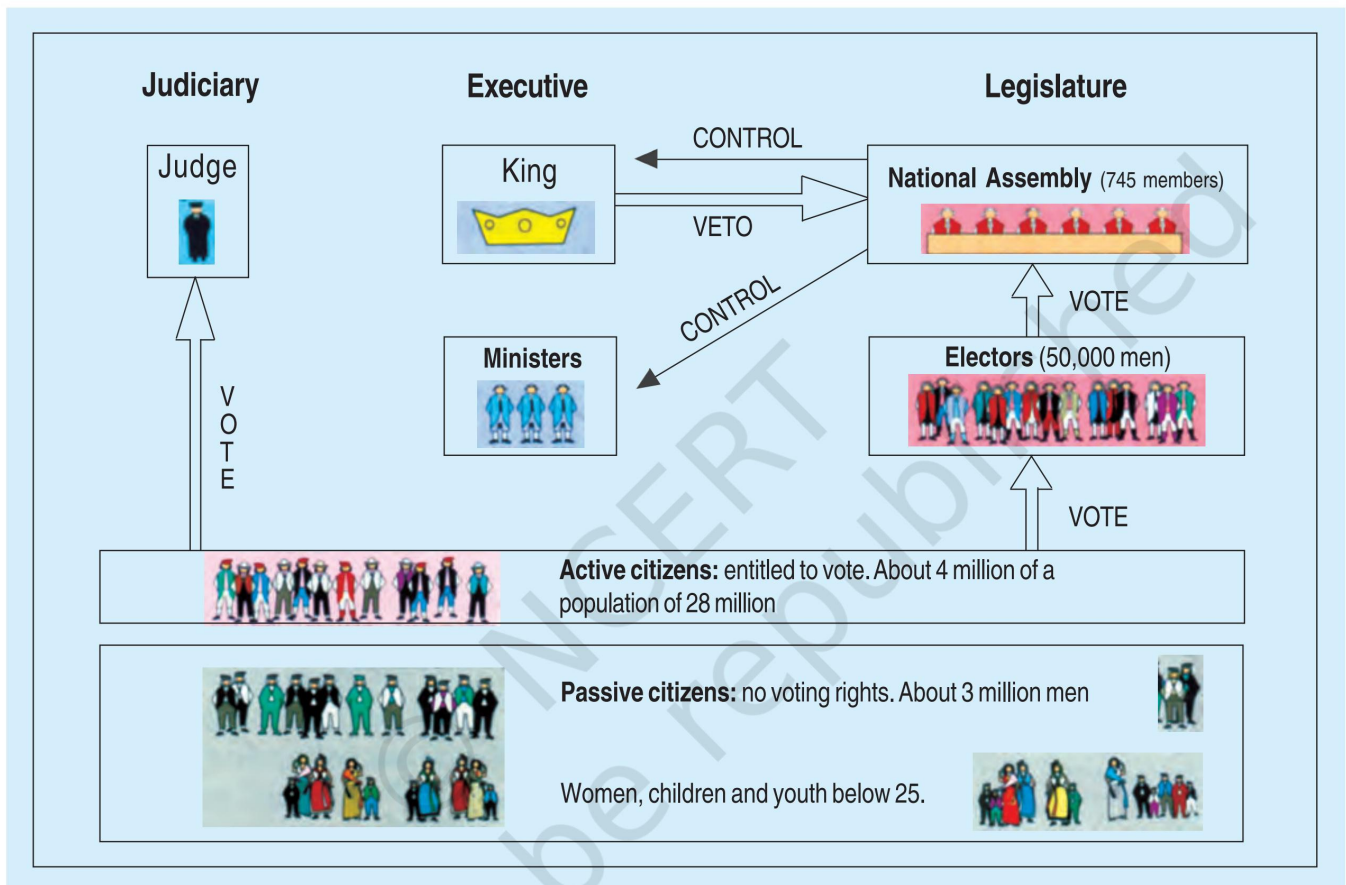 Judiciary
Executive
Legislature
Judge
King
CONTROL
VETO
National Assembly (745 members)
CONTROL
VOTE
Ministers
Electors (50,000 men)
VOTE
VOTE
Active citizens: entitled to vote. About 4 million of a
population of 28 million
Passive citizens: no voting rights. About 3 million men
Women, children and youth below 25.
© NCERT
be republished